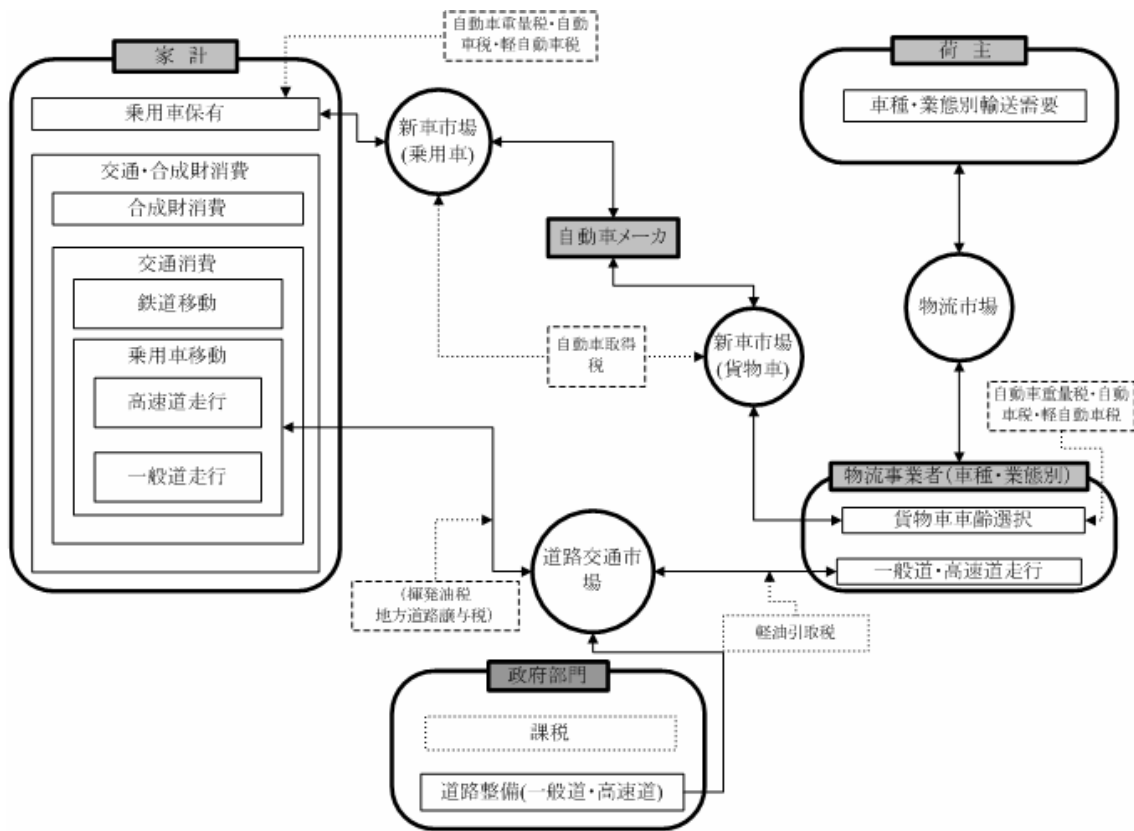 自動車重量税・自動
車税・軽自動車税
家 計
乗用車保有
交通・合成財消費
合成財消費
交通消費
鉄道移動
乗用車移動
高速道走行
一般道走行
新車市場
(乗用車)
自動車メーカ
自動車取得
税
新車市場
(貨物車)
荷 主
車種・業態別輸送需要
物流市場
自動車重量税・自動
車税・軽自動車税
物流事業者(車種・業態別)
貨物車車齢選択
一般道・高速道走行
道路交通市
場
(揮発油税
地方道路譲与税)
軽油引取税
政府部門
課税
道路整備(一般道・高速道)